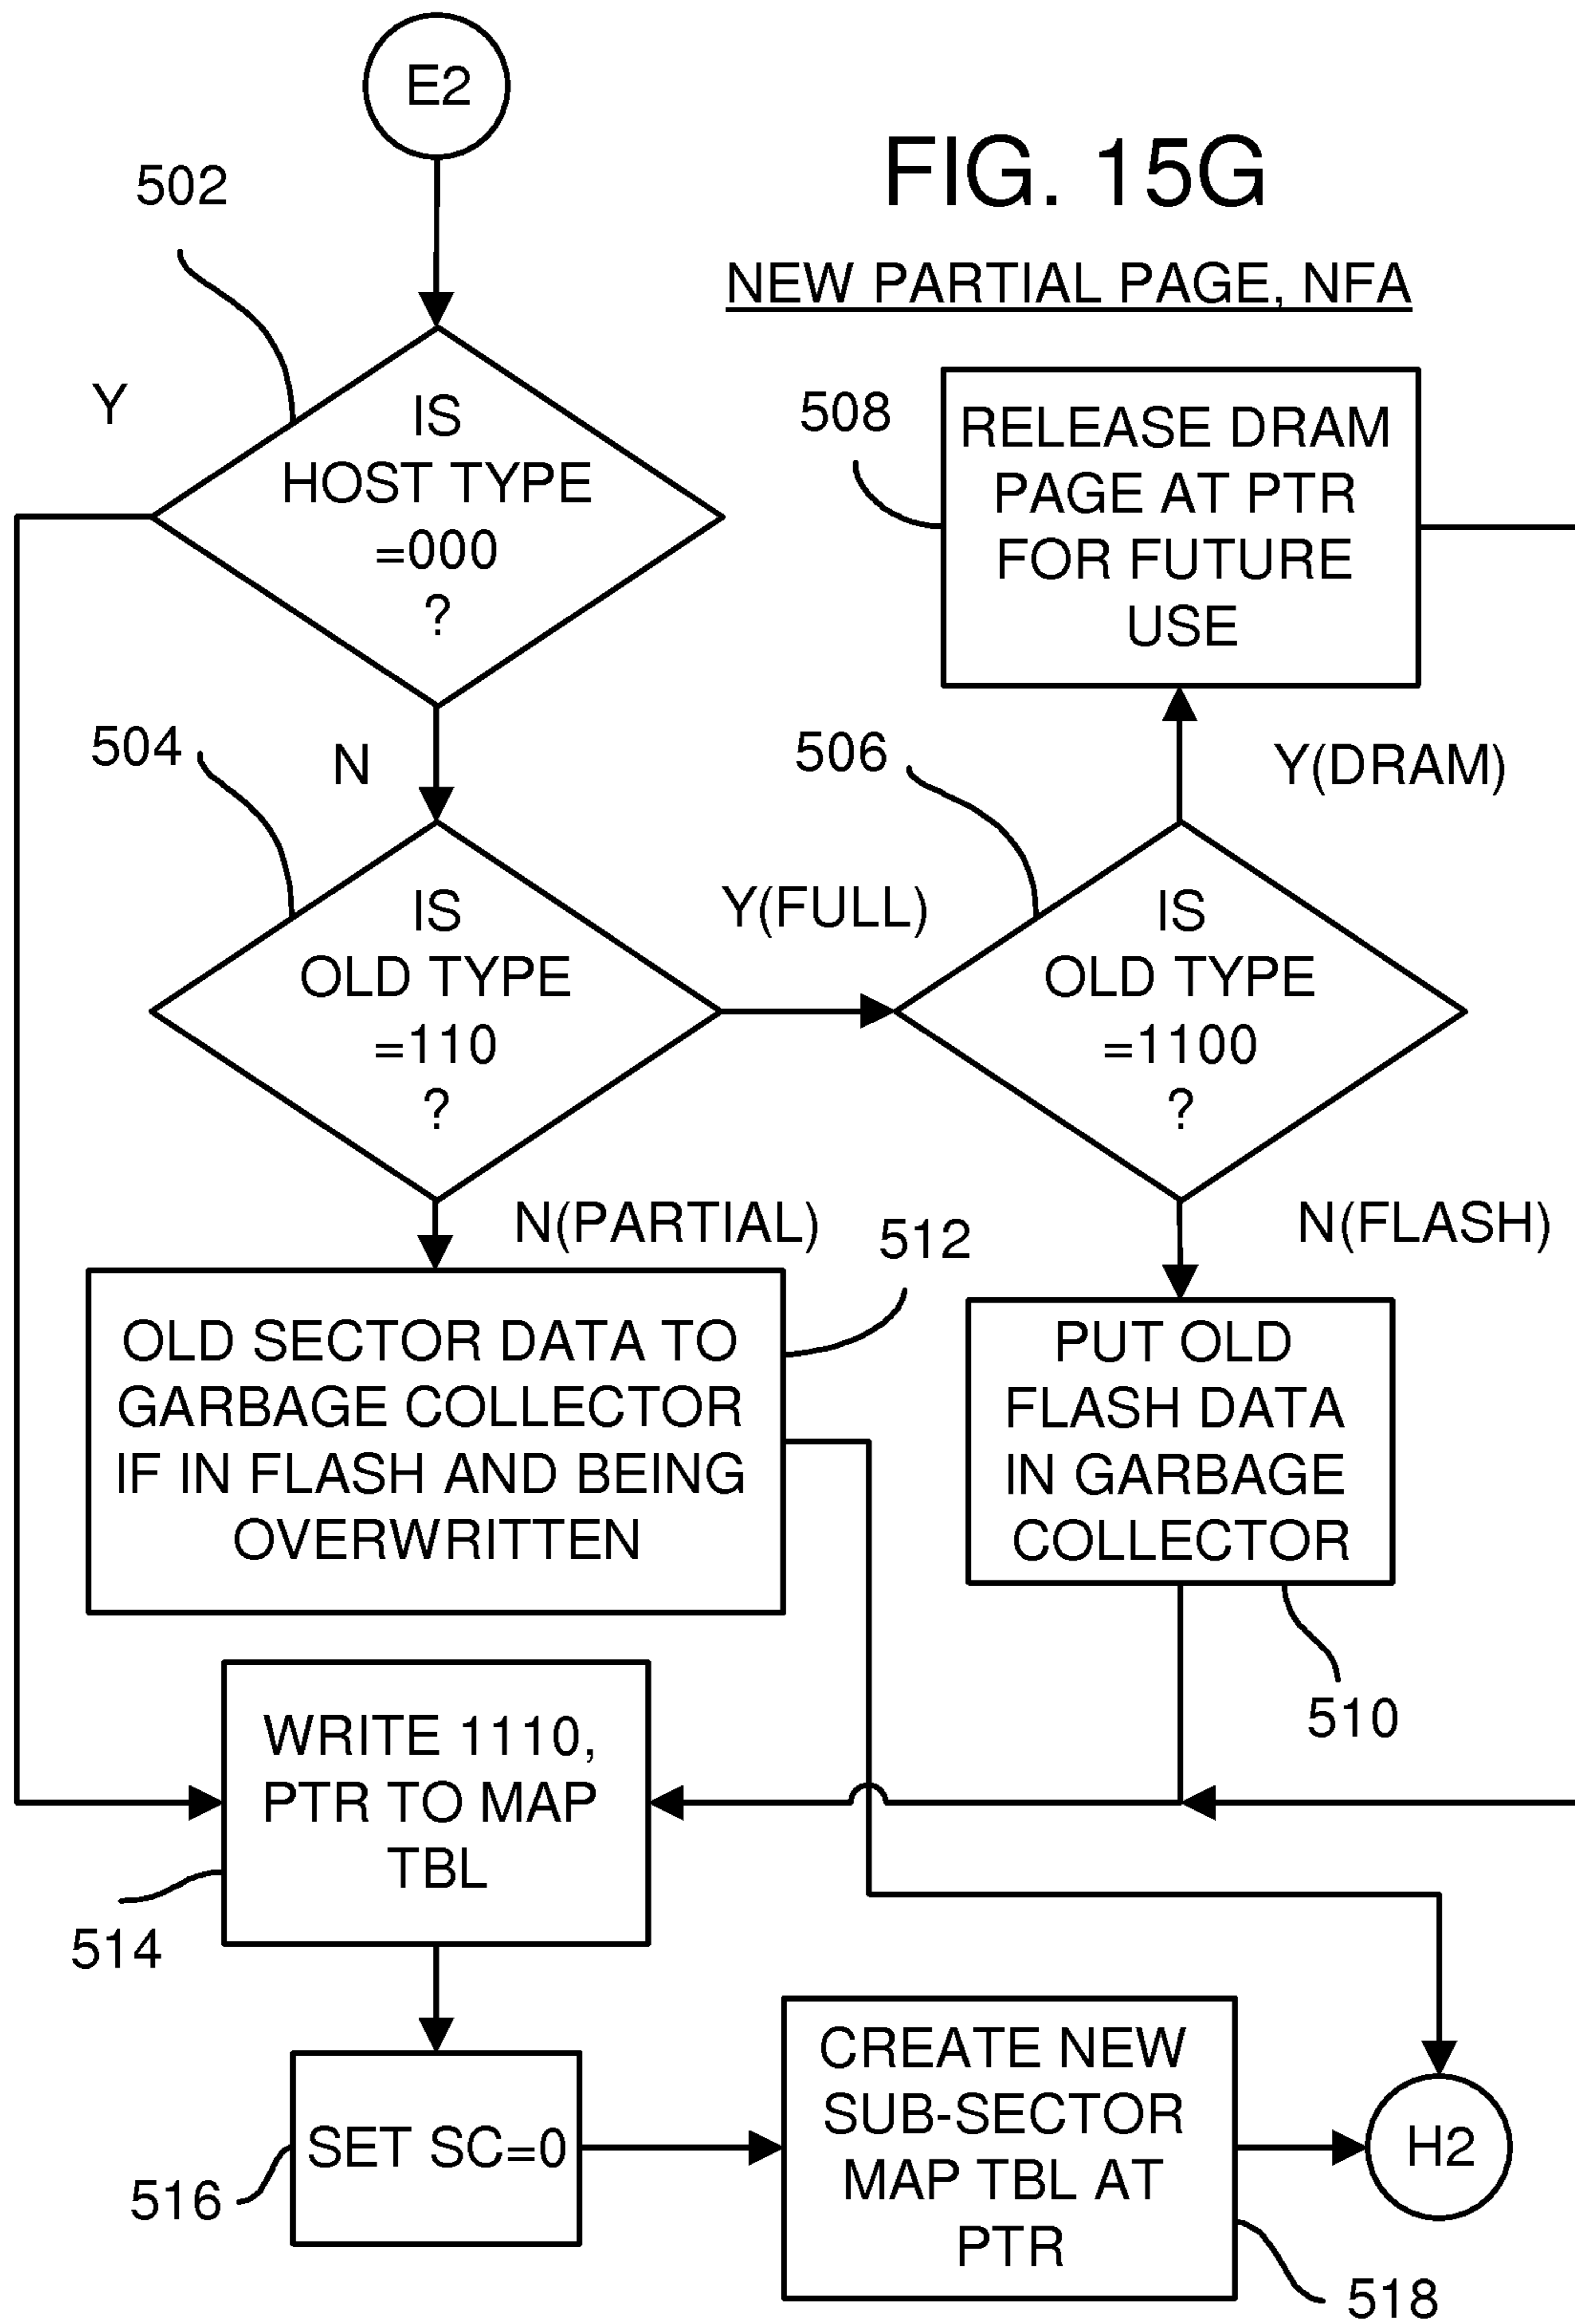 E2
FIG. 15G
NEW PARTIAL PAGE, NFA
502
Y
IS
HOST TYPE
=000
?
N
504
IS
OLD TYPE
=110
?
Y(FULL)
506
IS
OLD TYPE
=1100
?
Y(DRAM)
508
RELEASE DRAM
PAGE AT PTR
FOR FUTURE
USE
N(PARTIAL)
512
OLD SECTOR DATA TO
GARBAGE COLLECTOR
IF IN FLASH AND BEING
OVERWRITTEN
N(FLASH)
PUT OLD
FLASH DATA
IN GARBAGE
COLLECTOR
510
WRITE 1110,
PTR TO MAP
TBL
514
SET SC=0
516
CREATE NEW
SUB-SECTOR
MAP TBL AT
PTR
518
H2